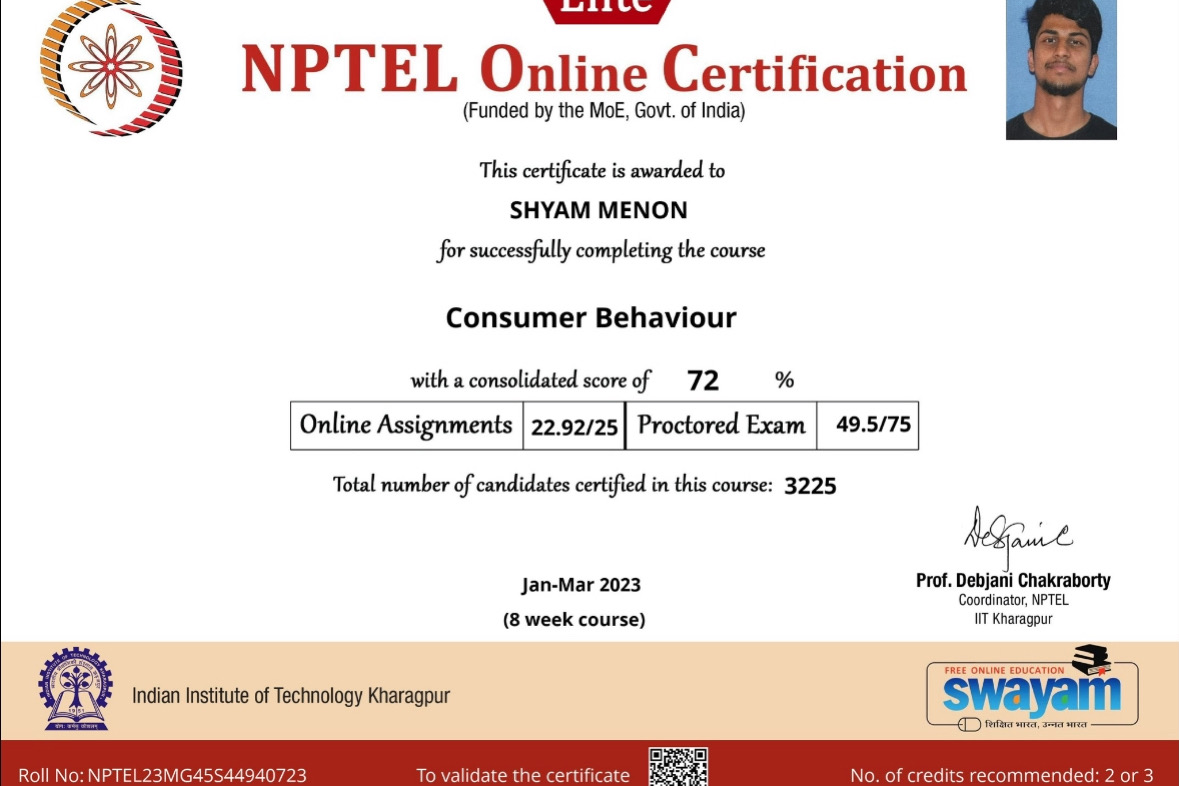 Elite
NPTEL Online Certification
(Funded by the MoE, Govt. of India)
This certificate is awarded to
SHYAM MENON
for successfully completing the course
Consumer Behaviour
with a consolidated score of 72 %
Online Assignments 22.92/25 Proctored Exam 49.5/75
Total number of candidates certified in this course: 3225
Prof. Debjani Chakraborty
Coordinator, NPTEL
IIT Kharagpur
Jan-Mar 2023
(8 week course)
Indian Institute of Technology Kharagpur
1951
FREE ONLINE EDUCATION
swayam
शिक्षित भारत, उन्नत भारत
Roll No: NPTEL23MG45S44940723
To validate the certificate
No. of credits recommended: 2 or 3